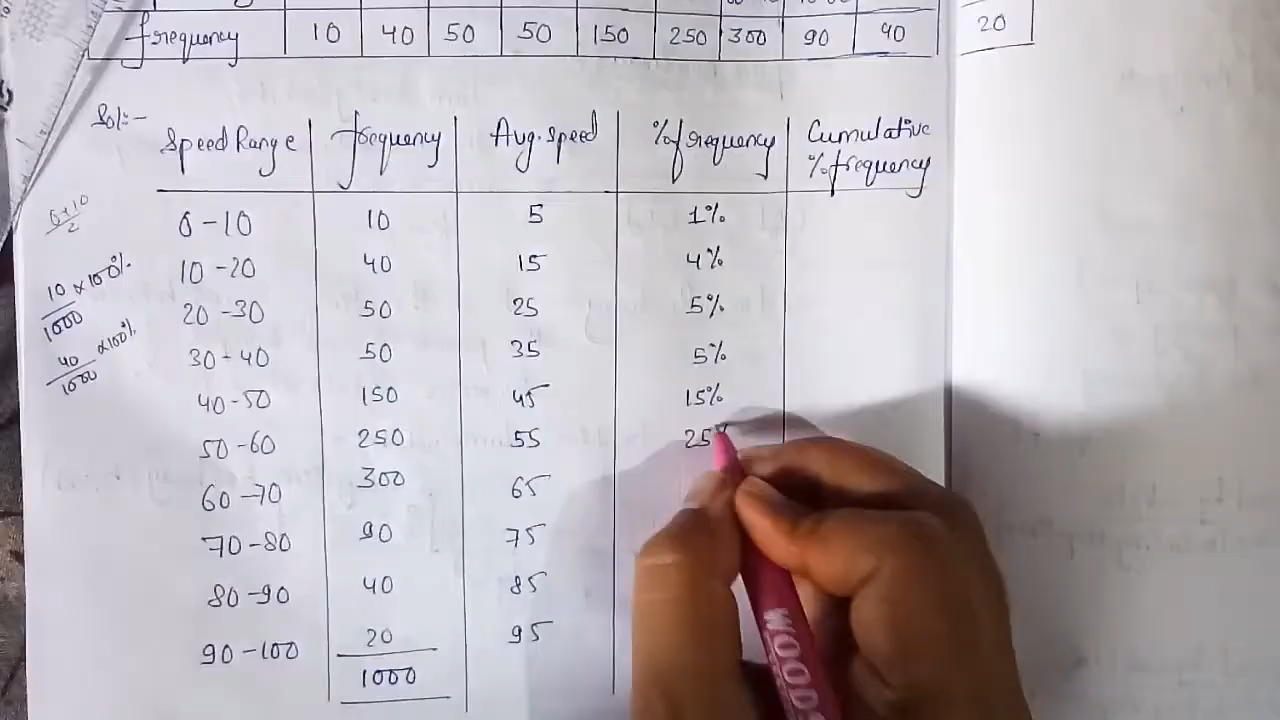 frequency 10 40 50 50 150 250 300 90 40 20
Sol:-
Speed Range frequency Avg. speed % frequency Cumulative % frequency
0+10/2
0-10 10 5 1%
10-20 40 15 4%
10/1000 x 100%
20-30 50 25 5%
40/1000 x 100%
30-40 50 35 5%
40-50 150 45 15%
50-60 250 55 25%
60-70 300 65
70-80 90 75
80-90 40 85
90-100 20 95
1000
WOOD